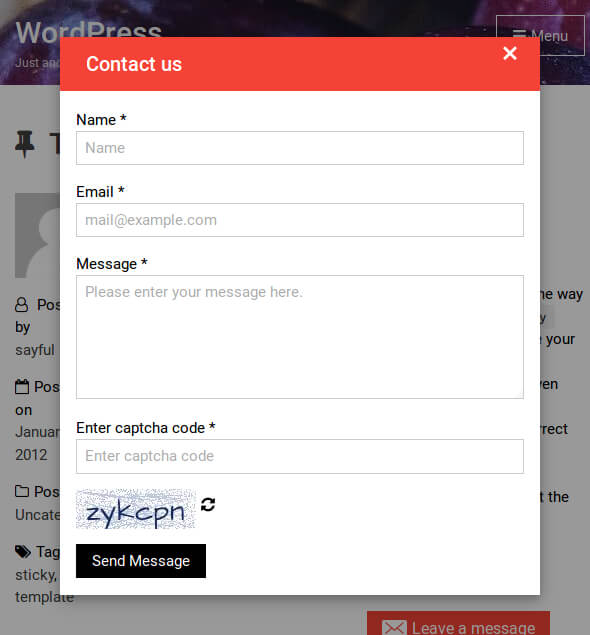 WordPress
Just an
Menu
Contact us
×
Name *
Name
Email *
mail@example.com
Message *
Please enter your message here.
Enter captcha code *
Enter captcha code
zykcpn
Send Message
T
Pos
by
sayful
Pos
on
Januar
2012
Pos
Uncate
Tag
sticky,
template
ne way
y
e your
ven
rrect
t the
Leave a message